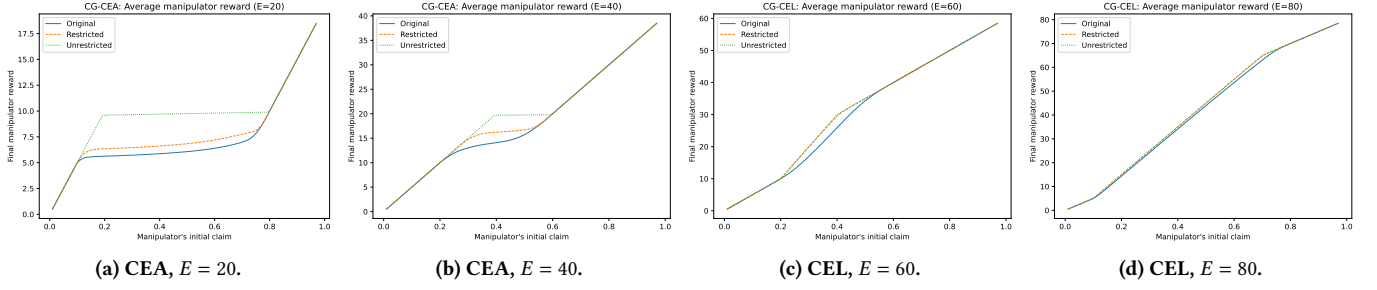 CG-CEA: Average manipulator reward (E=20)
Original
Restricted
Unrestricted
Final manipulator reward
17.5
15.0
12.5
10.0
7.5
5.0
2.5
0.0
0.0
0.2
0.4
0.6
0.8
1.0
Manipulator's initial claim
(a) CEA, E = 20.
CG-CEA: Average manipulator reward (E=40)
Original
Restricted
Unrestricted
Final manipulator reward
40
35
30
25
20
15
10
5
0
0.0
0.2
0.4
0.6
0.8
1.0
Manipulator's initial claim
(b) CEA, E = 40.
CG-CEL: Average manipulator reward (E=60)
Original
Restricted
Unrestricted
Final manipulator reward
60
50
40
30
20
10
0
0.0
0.2
0.4
0.6
0.8
1.0
Manipulator's initial claim
(c) CEL, E = 60.
CG-CEL: Average manipulator reward (E=80)
Original
Restricted
Unrestricted
Final manipulator reward
80
70
60
50
40
30
20
10
0
0.0
0.2
0.4
0.6
0.8
1.0
Manipulator's initial claim
(d) CEL, E = 80.